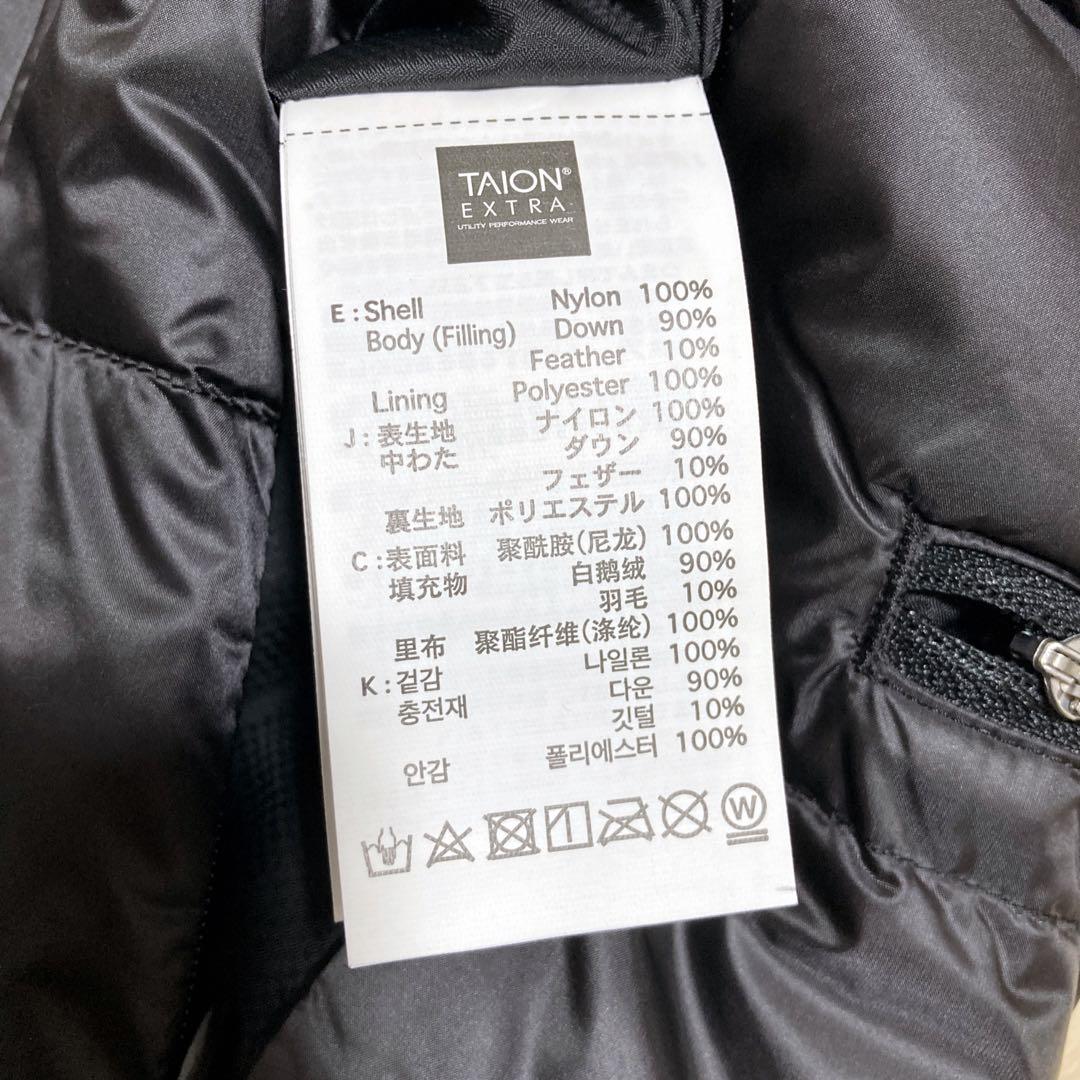 TAION®
EXTRA
UTILITY PERFORMANCE WEAR
E : Shell Nylon 100%
Body (Filling) Down 90%
Feather 10%
Lining Polyester 100%
J : 表生地 ナイロン 100%
中わた ダウン 90%
フェザー 10%
裏生地 ポリエステル 100%
C : 表面料 聚酰胺(尼龙) 100%
填充物 白鹅绒 90%
羽毛 10%
里布 聚酯纤维(涤纶) 100%
K : 겉감 나일론 100%
충전재 다운 90%
깃털 10%
안감 폴리에스터 100%
W